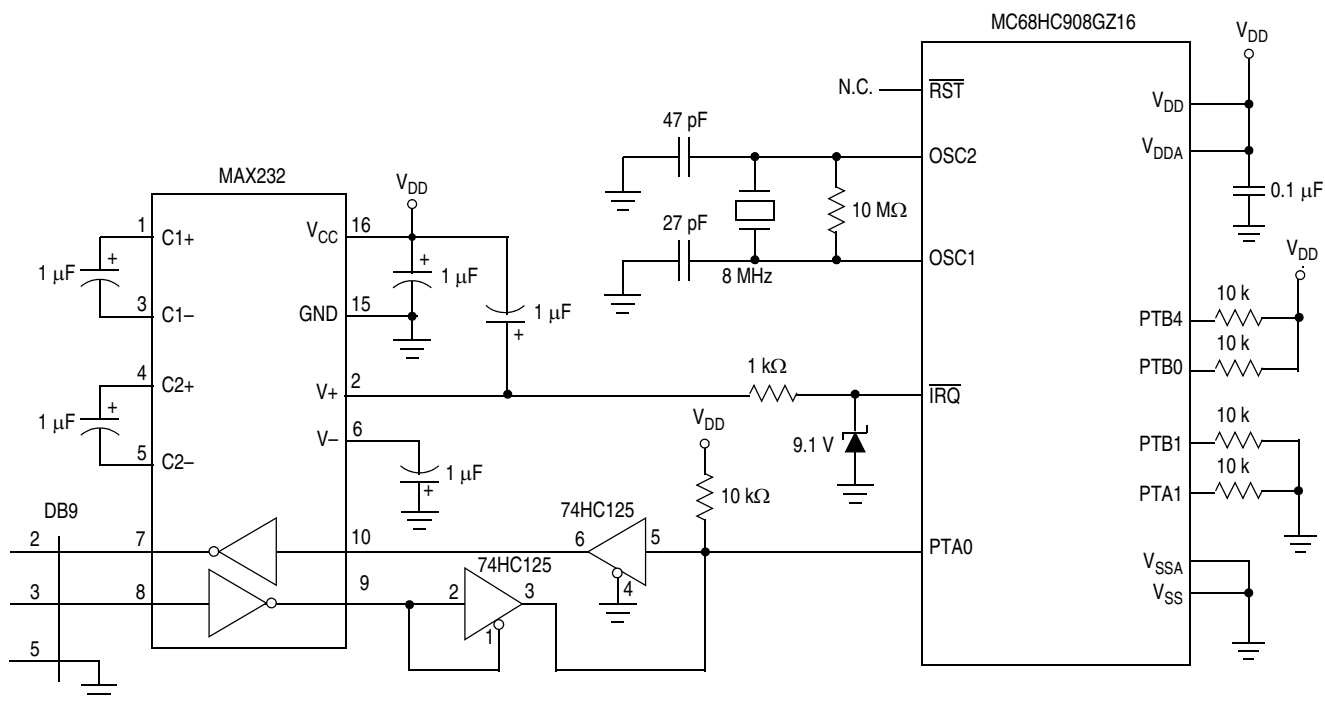 MC68HC908GZ16
VDD
N.C.
RST
VDD
47 pF
OSC2
VDDA
MAX232
VDD
10 MΩ
0.1 µF
1
C1+
VCC
16
27 pF
OSC1
VDD
1 µF
+
+
1 µF
8 MHz
3
C1–
GND
15
1 µF
+
10 k
PTB4
10 k
PTB0
4
C2+
V+
2
1 kΩ
IRQ
1 µF
+
VDD
10 k
PTB1
5
C2–
V–
6
1 µF
+
9.1 V
10 k
PTA1
10 kΩ
DB9
74HC125
2
7
10
6
5
PTA0
4
74HC125
VSSA
3
8
9
2
3
1
VSS
5